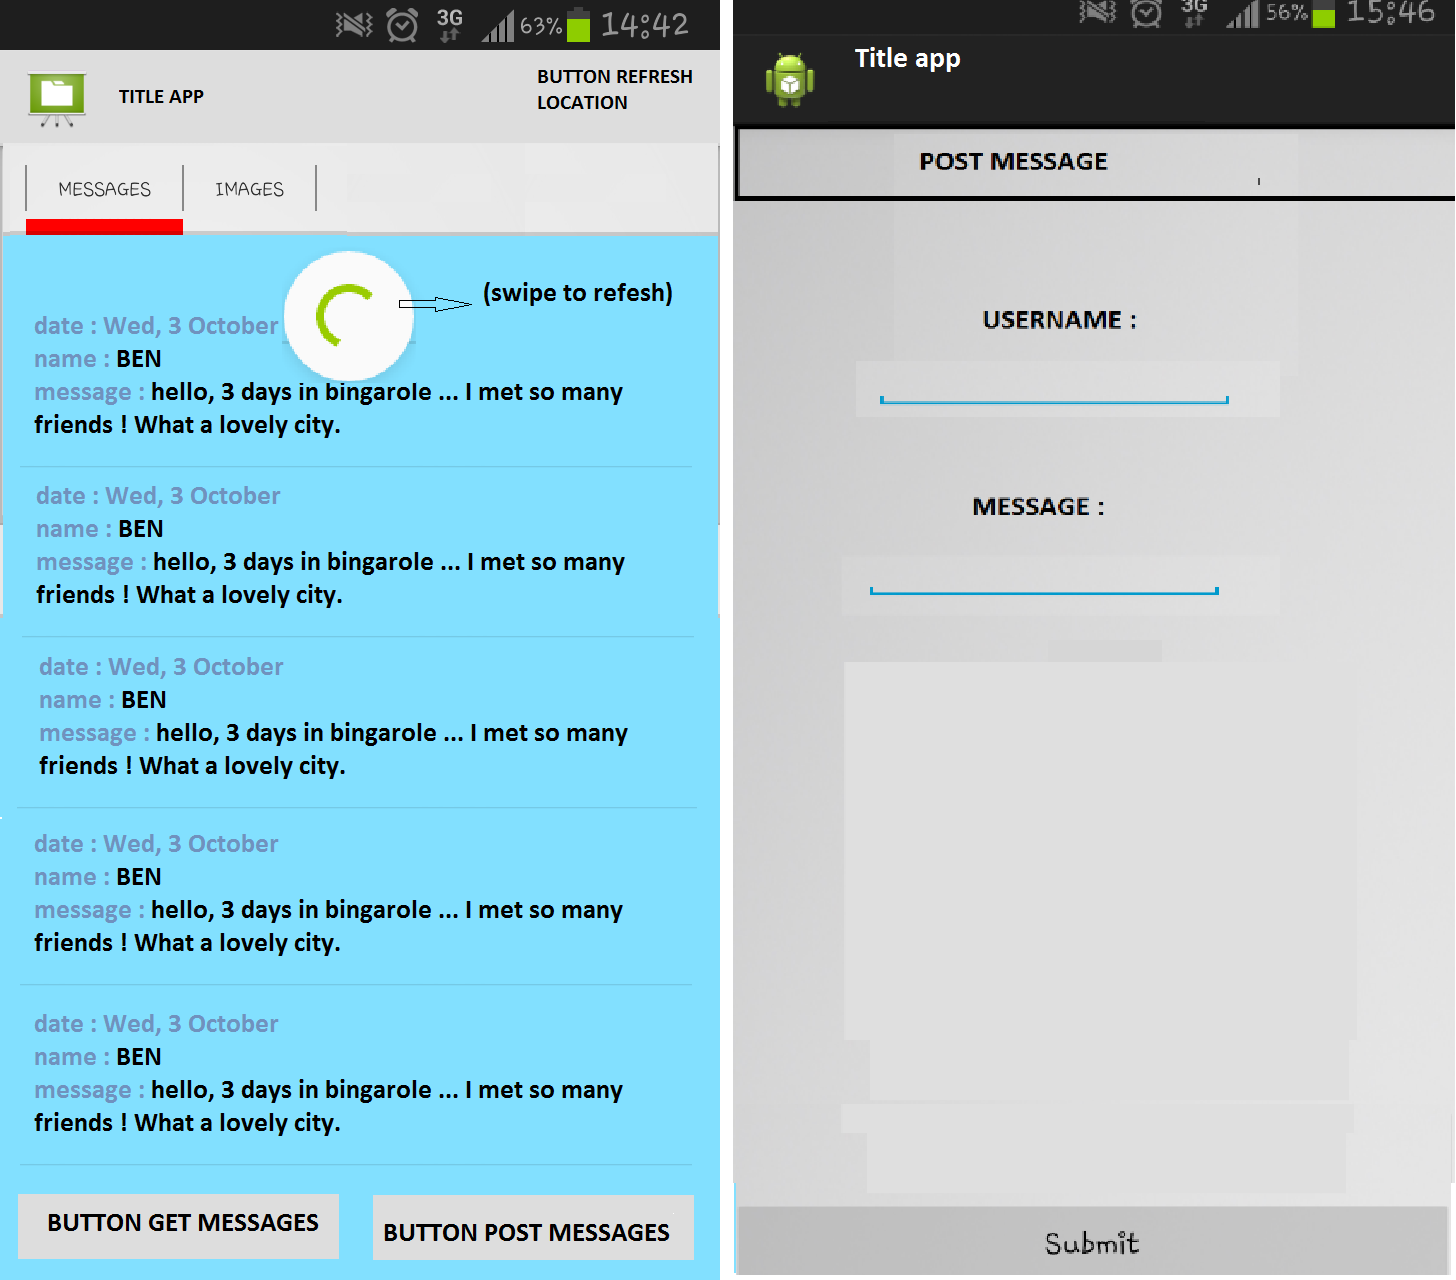 3G 63% 14:42
TITLE APP
BUTTON REFRESH
LOCATION
MESSAGES IMAGES
(swipe to refesh)
date : Wed, 3 October
name : BEN
message : hello, 3 days in bingarole ... I met so many
friends ! What a lovely city.
date : Wed, 3 October
name : BEN
message : hello, 3 days in bingarole ... I met so many
friends ! What a lovely city.
date : Wed, 3 October
name : BEN
message : hello, 3 days in bingarole ... I met so many
friends ! What a lovely city.
date : Wed, 3 October
name : BEN
message : hello, 3 days in bingarole ... I met so many
friends ! What a lovely city.
date : Wed, 3 October
name : BEN
message : hello, 3 days in bingarole ... I met so many
friends ! What a lovely city.
BUTTON GET MESSAGES
BUTTON POST MESSAGES
3G 56% 15:46
Title app
POST MESSAGE
USERNAME :
MESSAGE :
Submit